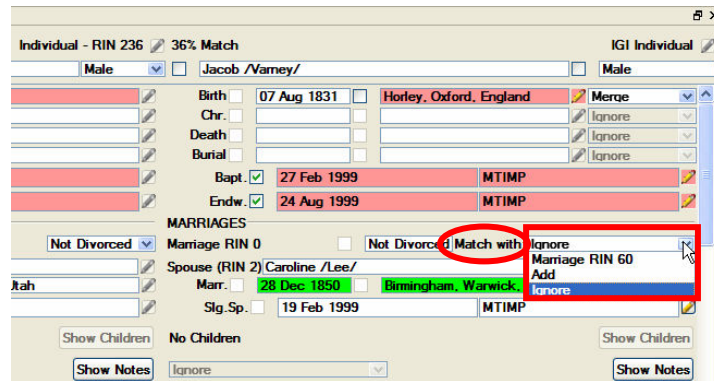 Individual - RIN 236 36% Match IGI Individual
Male Jacob /Varney/ Male
Birth 07 Aug 1831 Horley, Oxford, England Merge
Chr. Ignore
Death Ignore
Burial Ignore
Bapt. 27 Feb 1999 MTIMP
Endw. 24 Aug 1999 MTIMP
MARRIAGES
Not Divorced Marriage RIN 0 Not Divorced Match with Ignore
Marriage RIN 60
Spouse (RIN 2) Caroline /Lee/ Add
Marr. 28 Dec 1850 Birmingham, Warwick, Ignore
Slg.Sp. 19 Feb 1999 MTIMP
Show Children No Children Show Children
Show Notes Ignore Show Notes